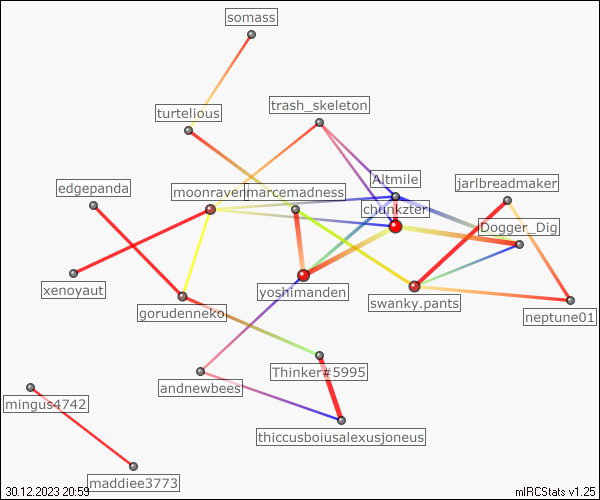 somass
trash_skeleton
turtelious
Altmile
jarlbreadmaker
edgepanda
moonraven
marcemadness
chunkzter
Dogger_Dig
xenoyaut
yoshimanden
swanky.pants
gorudenneko
neptune01
Thinker#5995
andnewbees
mingus4742
thiccusboiusalexusjoneus
maddiee3773
30.12.2023 20:59
mIRCStats v1.25